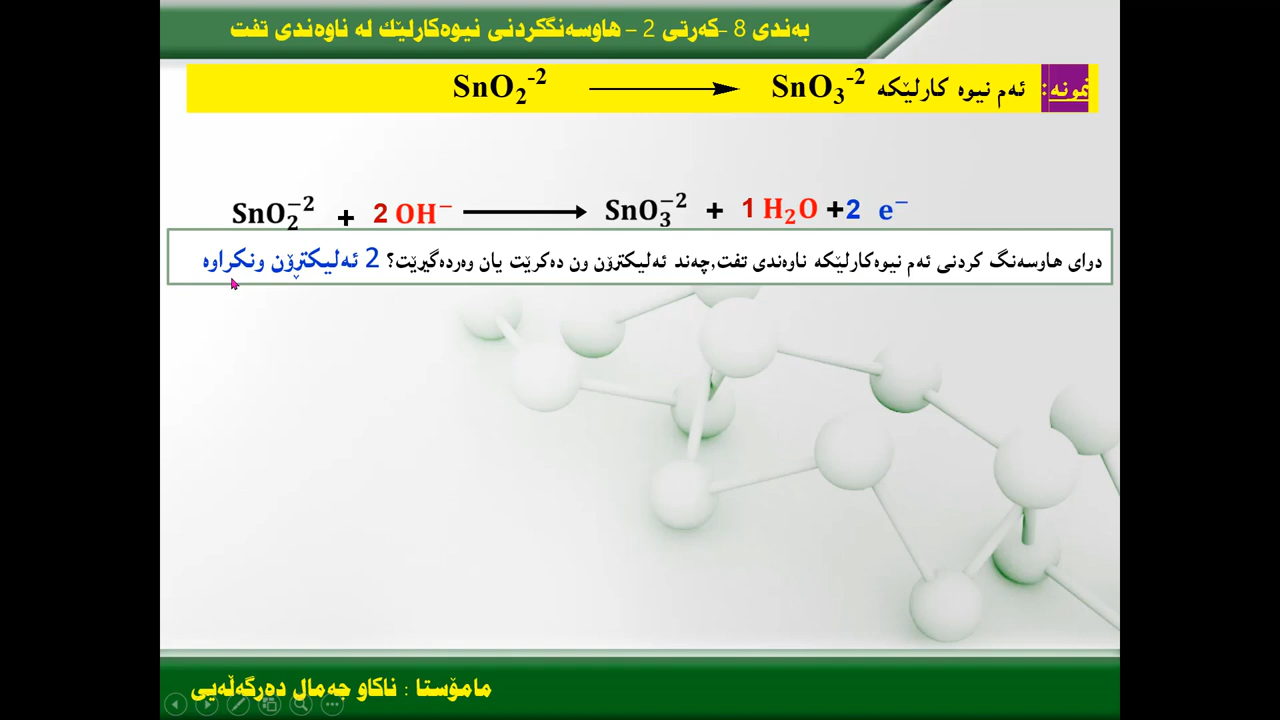 بەندی 8 -کەرتی 2 - هاوسەنگکردنی نیوەکارلێك لە ناوەندی تفت
نمونە: ئەم نیوە کارلێکە SnO₃⁻² ⟶ SnO₂⁻²
SnO₂⁻² + 2 OH⁻ ⟶ SnO₃⁻² + 1 H₂O +2 e⁻
دوای هاوسەنگ کردنی ئەم نیوەکارلێکە ناوەندی تفت,چەند ئەلیکترۆن ون دەکرێت یان وەردەگیرێت؟ 2 ئەلیکترۆن ونکراوە
مامۆستا : ناکاو جەمال دەرگەڵەیی